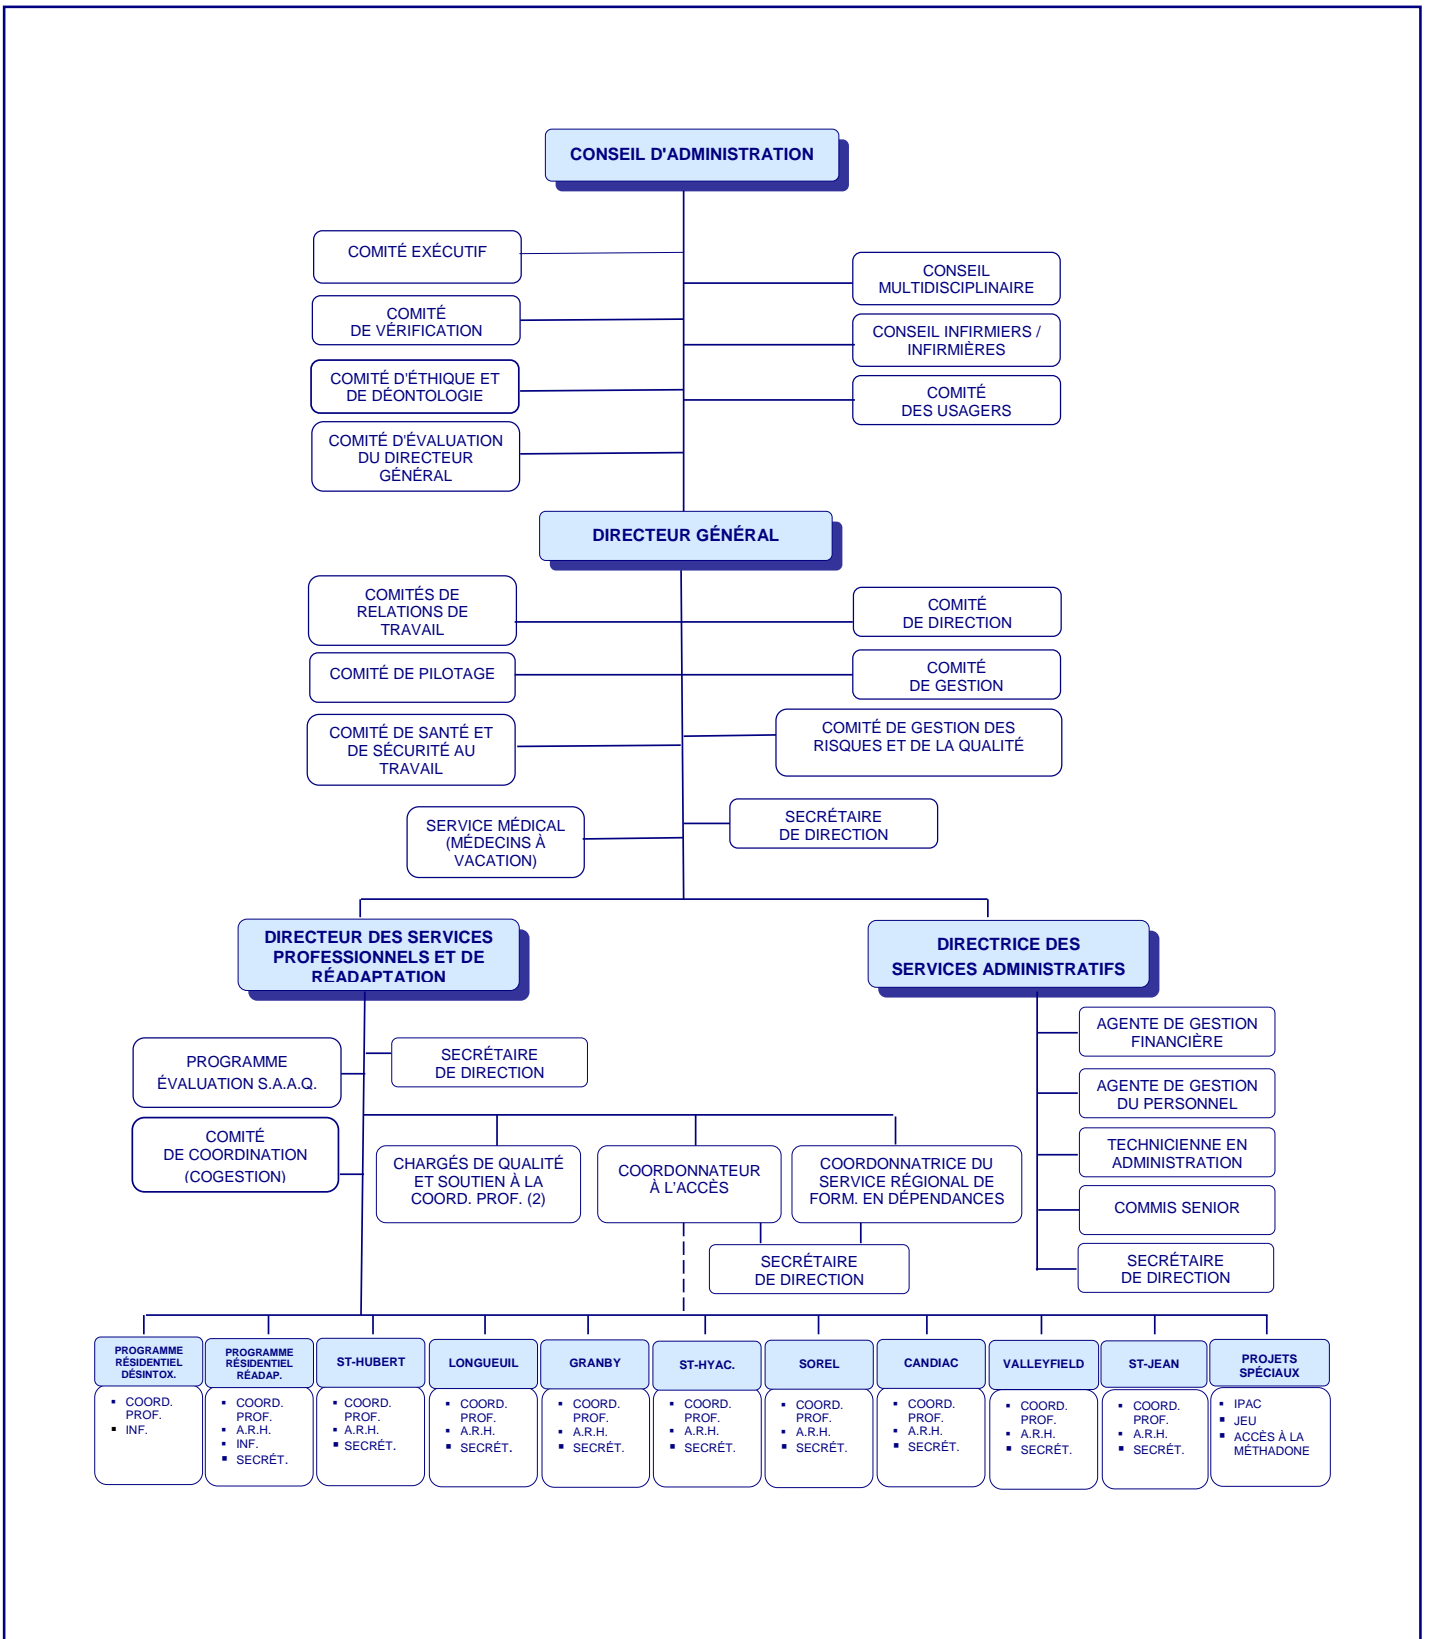 CONSEIL D'ADMINISTRATION
COMITÉ EXÉCUTIF
CONSEIL
MULTIDISCIPLINAIRE
COMITÉ
DE VÉRIFICATION
CONSEIL INFIRMIERS /
INFIRMIÈRES
COMITÉ D'ÉTHIQUE ET
DE DÉONTOLOGIE
COMITÉ
DES USAGERS
COMITÉ D'ÉVALUATION
DU DIRECTEUR
GÉNÉRAL
DIRECTEUR GÉNÉRAL
COMITÉS DE
RELATIONS DE
TRAVAIL
COMITÉ
DE DIRECTION
COMITÉ DE PILOTAGE
COMITÉ
DE GESTION
COMITÉ DE SANTÉ ET
DE SÉCURITÉ AU
TRAVAIL
COMITÉ DE GESTION DES
RISQUES ET DE LA QUALITÉ
SERVICE MÉDICAL
(MÉDECINS À
VACATION)
SECRÉTAIRE
DE DIRECTION
DIRECTEUR DES SERVICES
PROFESSIONNELS ET DE
RÉADAPTATION
DIRECTRICE DES
SERVICES ADMINISTRATIFS
PROGRAMME
ÉVALUATION S.A.A.Q.
SECRÉTAIRE
DE DIRECTION
COMITÉ
DE COORDINATION
(COGESTION)
CHARGÉS DE QUALITÉ
ET SOUTIEN À LA
COORD. PROF. (2)
COORDONNATEUR
À L'ACCÈS
COORDONNATRICE DU
SERVICE RÉGIONAL DE
FORM. EN DÉPENDANCES
SECRÉTAIRE
DE DIRECTION
AGENTE DE GESTION
FINANCIÈRE
AGENTE DE GESTION
DU PERSONNEL
TECHNICIENNE EN
ADMINISTRATION
COMMIS SENIOR
SECRÉTAIRE
DE DIRECTION
PROGRAMME
RÉSIDENTIEL
DÉSINTOX.
▪ COORD.
PROF.
▪ INF.
PROGRAMME
RÉSIDENTIEL
RÉADAP.
▪ COORD.
PROF.
▪ A.R.H.
▪ INF.
▪ SECRÉT.
ST-HUBERT
▪ COORD.
PROF.
▪ A.R.H.
▪ SECRÉT.
LONGUEUIL
▪ COORD.
PROF.
▪ A.R.H.
▪ SECRÉT.
GRANBY
▪ COORD.
PROF.
▪ A.R.H.
▪ SECRÉT.
ST-HYAC.
▪ COORD.
PROF.
▪ A.R.H.
▪ SECRÉT.
SOREL
▪ COORD.
PROF.
▪ A.R.H.
▪ SECRÉT.
CANDIAC
▪ COORD.
PROF.
▪ A.R.H.
▪ SECRÉT.
VALLEYFIELD
▪ COORD.
PROF.
▪ A.R.H.
▪ SECRÉT.
ST-JEAN
▪ COORD.
PROF.
▪ A.R.H.
▪ SECRÉT.
PROJETS
SPÉCIAUX
▪ IPAC
▪ JEU
▪ ACCÈS À LA
MÉTHADONE